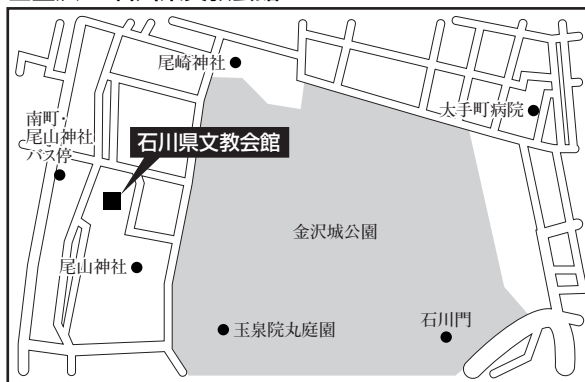 尾崎神社
大手町病院
南町・
尾山神社
バス停
石川県文教会館
金沢城公園
尾山神社
玉泉院丸庭園
石川門